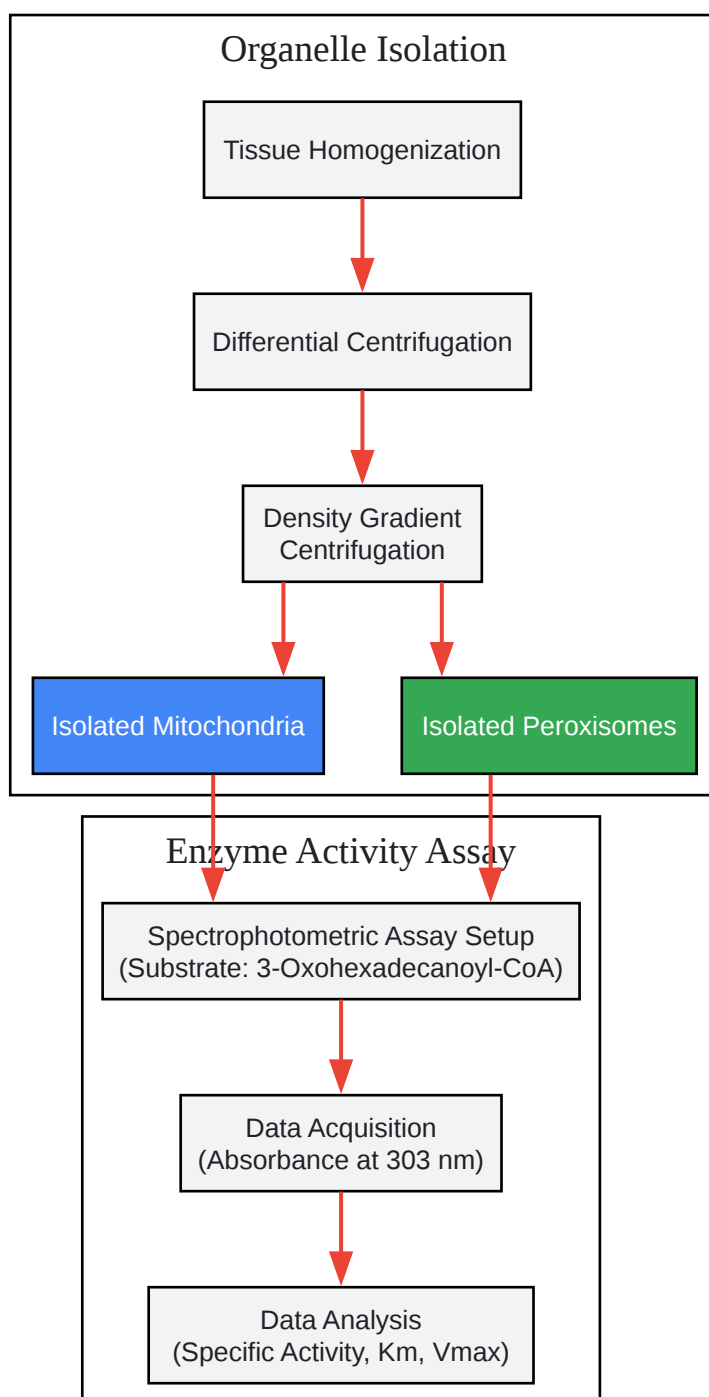 Organelle Isolation
Tissue Homogenization
Differential Centrifugation
Density Gradient
Centrifugation
Isolated Mitochondria
Isolated Peroxisomes
Enzyme Activity Assay
Spectrophotometric Assay Setup
(Substrate: 3-Oxohexadecanoyl-CoA)
Data Acquisition
(Absorbance at 303 nm)
Data Analysis
(Specific Activity, Km, Vmax)